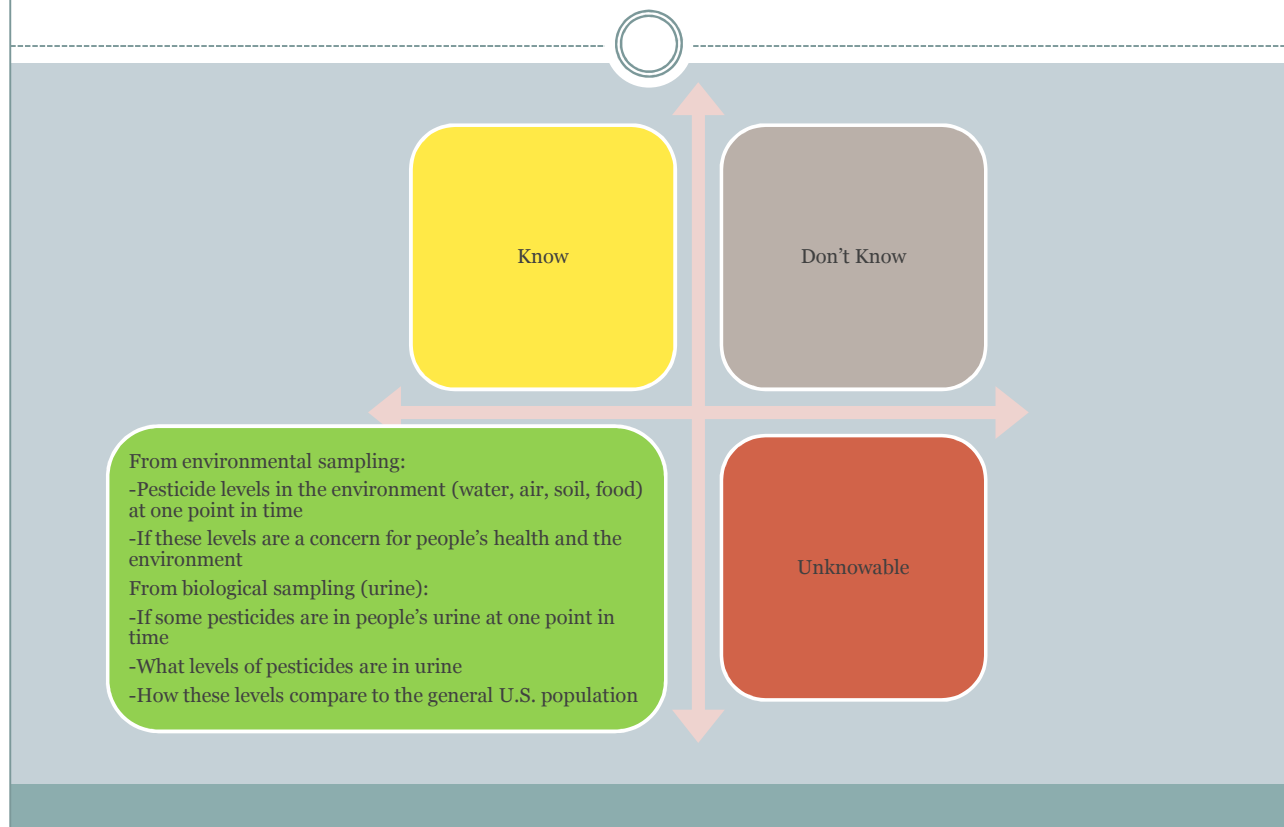 Know
Don’t Know
From environmental sampling:
-Pesticide levels in the environment (water, air, soil, food)
at one point in time
-If these levels are a concern for people’s health and the
environment
From biological sampling (urine):
-If some pesticides are in people’s urine at one point in
time
-What levels of pesticides are in urine
-How these levels compare to the general U.S. population
Unknowable